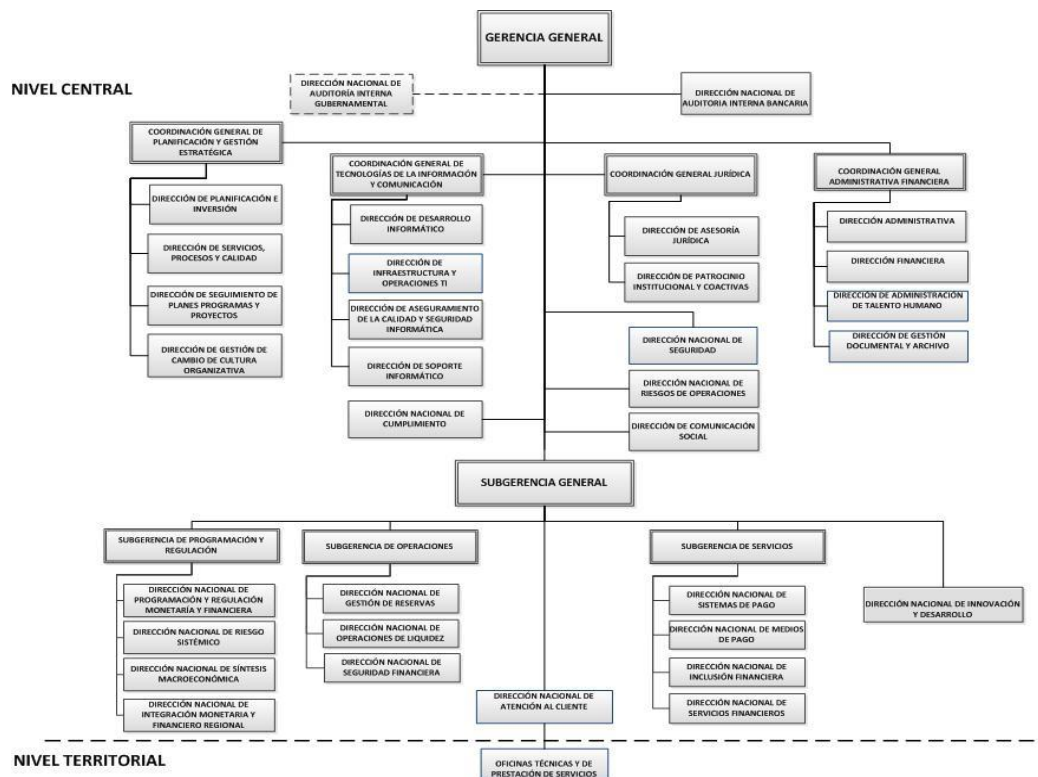 GERENCIA GENERAL
NIVEL CENTRAL
DIRECCIÓN NACIONAL DE
AUDITORÍA INTERNA
GUBERNAMENTAL
DIRECCIÓN NACIONAL DE
AUDITORIA INTERNA BANCARIA
COORDINACIÓN GENERAL DE
PLANIFICACIÓN Y GESTIÓN
ESTRATÉGICA
COORDINACIÓN GENERAL DE
TECNOLOGÍAS DE LA INFORMACIÓN
Y COMUNICACIÓN
COORDINACIÓN GENERAL JURÍDICA
COORDINACIÓN GENERAL
ADMINISTRATIVA FINANCIERA
DIRECCIÓN DE PLANIFICACIÓN E
INVERSIÓN
DIRECCIÓN DE SERVICIOS,
PROCESOS Y CALIDAD
DIRECCIÓN DE SEGUIMIENTO DE
PLANES PROGRAMAS Y
PROYECTOS
DIRECCIÓN DE GESTIÓN DE
CAMBIO DE CULTURA
ORGANIZATIVA
DIRECCIÓN DE DESARROLLO
INFORMÁTICO
DIRECCIÓN DE
INFRAESTRUCTURA Y
OPERACIONES TI
DIRECCIÓN DE ASEGURAMIENTO
DE LA CALIDAD Y SEGURIDAD
INFORMÁTICA
DIRECCIÓN DE SOPORTE
INFORMÁTICO
DIRECCIÓN NACIONAL DE
CUMPLIMIENTO
DIRECCIÓN DE ASESORÍA
JURÍDICA
DIRECCIÓN DE PATROCINIO
INSTITUCIONAL Y COACTIVAS
DIRECCIÓN NACIONAL DE
SEGURIDAD
DIRECCIÓN NACIONAL DE
RIESGOS DE OPERACIONES
DIRECCIÓN DE COMUNICACIÓN
SOCIAL
DIRECCIÓN ADMINISTRATIVA
DIRECCIÓN FINANCIERA
DIRECCIÓN DE ADMINISTRACIÓN
DE TALENTO HUMANO
DIRECCIÓN DE GESTIÓN
DOCUMENTAL Y ARCHIVO
SUBGERENCIA GENERAL
SUBGERENCIA DE PROGRAMACIÓN Y
REGULACIÓN
SUBGERENCIA DE OPERACIONES
SUBGERENCIA DE SERVICIOS
DIRECCIÓN NACIONAL DE INNOVACIÓN
Y DESARROLLO
DIRECCIÓN NACIONAL DE
PROGRAMACIÓN Y REGULACIÓN
MONETARÍA Y FINANCIERA
DIRECCIÓN NACIONAL DE RIESGO
SISTÉMICO
DIRECCIÓN NACIONAL DE SÍNTESIS
MACROECONÓMICA
DIRECCIÓN NACIONAL DE
INTEGRACIÓN MONETARIA Y
FINANCIERO REGIONAL
DIRECCIÓN NACIONAL DE
GESTIÓN DE RESERVAS
DIRECCIÓN NACIONAL DE
OPERACIONES DE LIQUIDEZ
DIRECCIÓN NACIONAL DE
SEGURIDAD FINANCIERA
DIRECCIÓN NACIONAL DE
SISTEMAS DE PAGO
DIRECCIÓN NACIONAL DE MEDIOS
DE PAGO
DIRECCIÓN NACIONAL DE
INCLUSIÓN FINANCIERA
DIRECCIÓN NACIONAL DE
SERVICIOS FINANCIEROS
DIRECCIÓN NACIONAL DE
ATENCIÓN AL CLIENTE
NIVEL TERRITORIAL
OFICINAS TÉCNICAS Y DE
PRESTACIÓN DE SERVICIOS